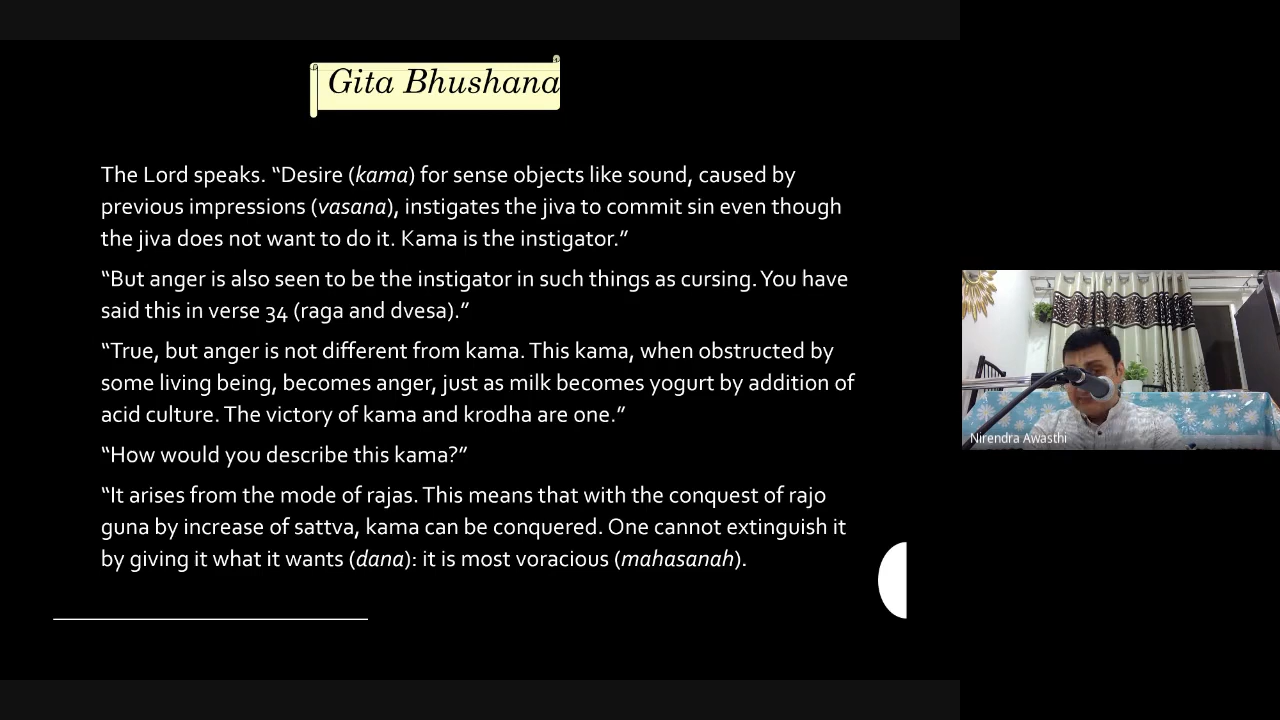 Gita Bhushana
The Lord speaks. “Desire (kama) for sense objects like sound, caused by
previous impressions (vasana), instigates the jiva to commit sin even though
the jiva does not want to do it. Kama is the instigator.”
“But anger is also seen to be the instigator in such things as cursing. You have
said this in verse 34 (raga and dvesa).”
“True, but anger is not different from kama. This kama, when obstructed by
some living being, becomes anger, just as milk becomes yogurt by addition of
acid culture. The victory of kama and krodha are one.”
“How would you describe this kama?”
“It arises from the mode of rajas. This means that with the conquest of rajo
guna by increase of sattva, kama can be conquered. One cannot extinguish it
by giving it what it wants (dana): it is most voracious (mahasanah).
Nirendra Awasthi